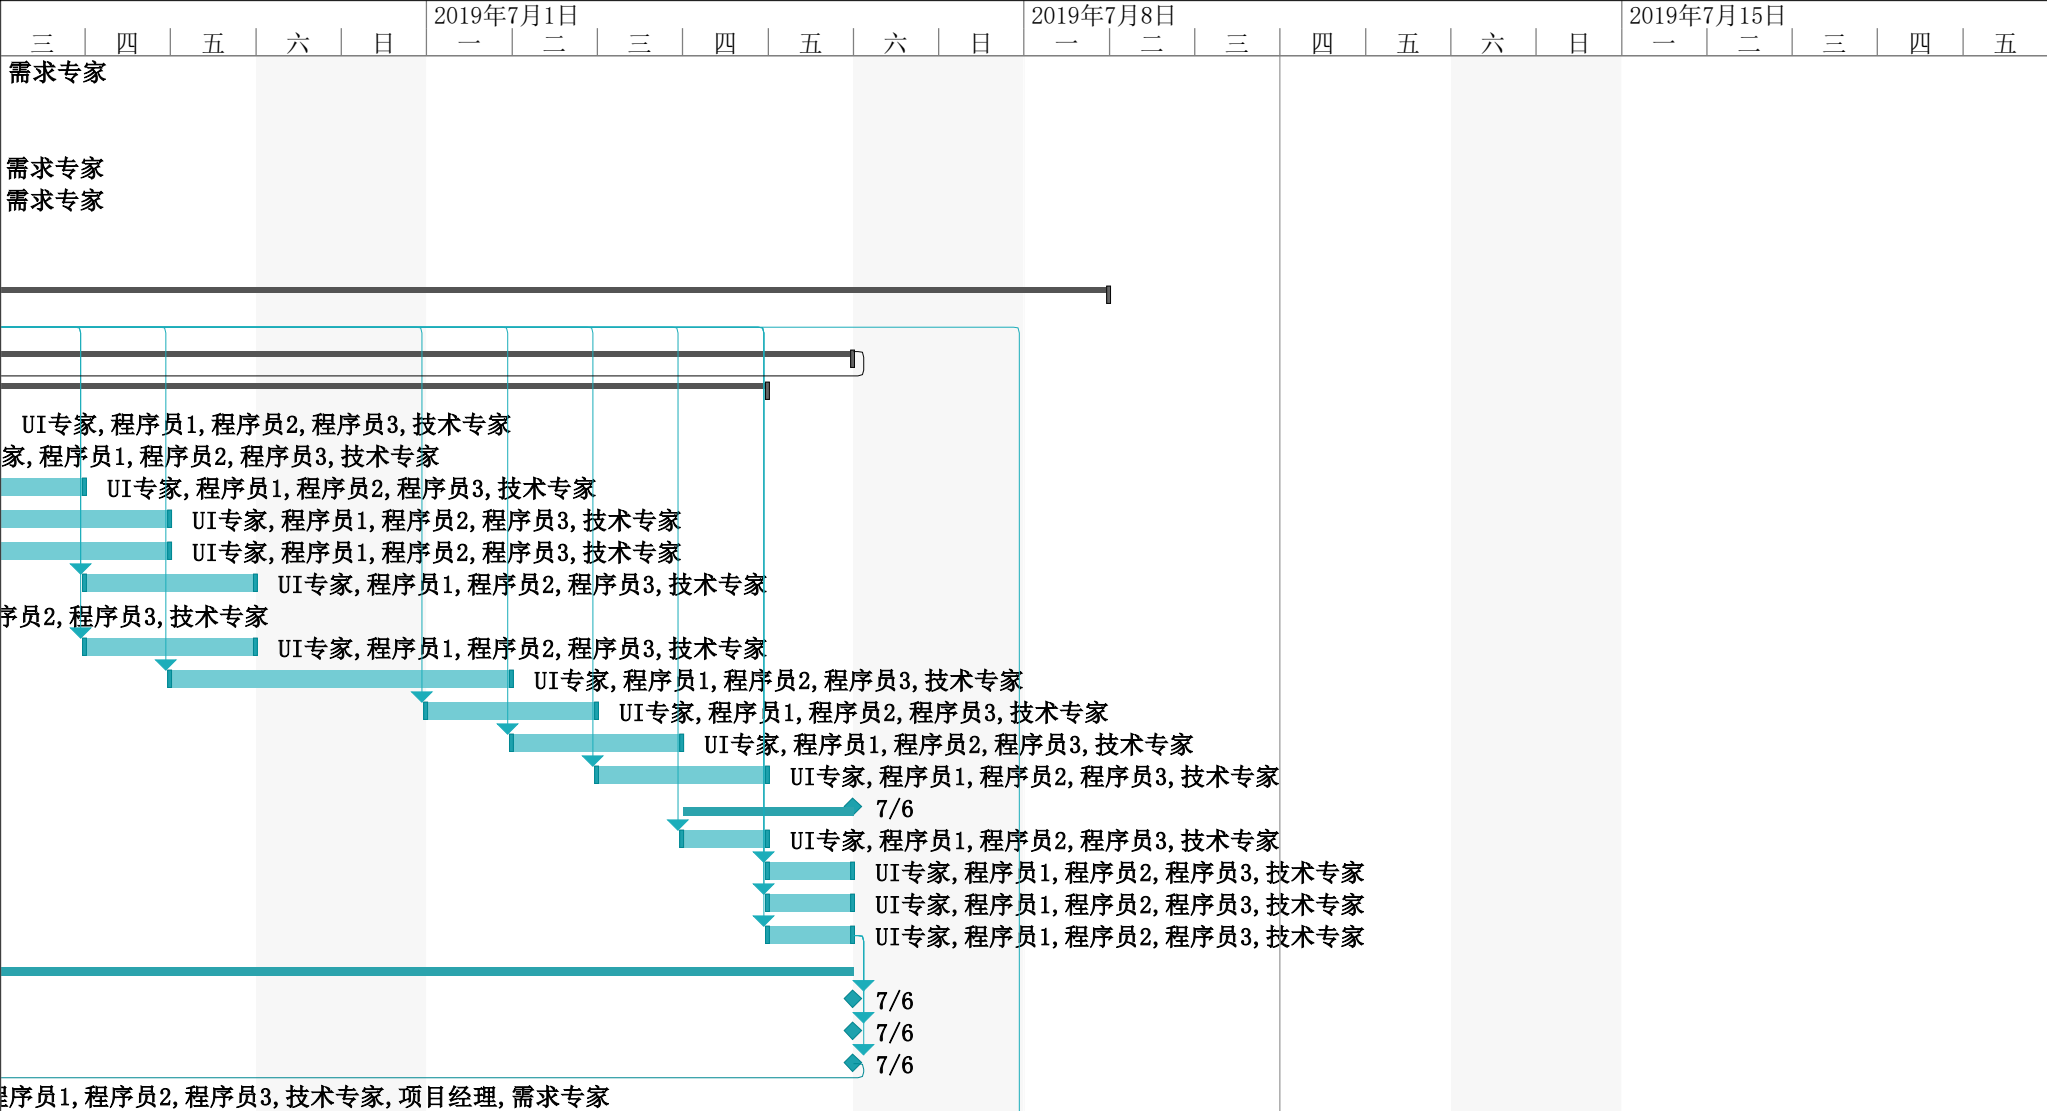 2019年7月1日 2019年7月8日 2019年7月15日
三 四 五 六 日 一 二 三 四 五 六 日 一 二 三 四 五 六 日 一 二 三 四 五
需求专家
需求专家
需求专家
UI专家,程序员1,程序员2,程序员3,技术专家
家,程序员1,程序员2,程序员3,技术专家
UI专家,程序员1,程序员2,程序员3,技术专家
UI专家,程序员1,程序员2,程序员3,技术专家
UI专家,程序员1,程序员2,程序员3,技术专家
UI专家,程序员1,程序员2,程序员3,技术专家
序员2,程序员3,技术专家
UI专家,程序员1,程序员2,程序员3,技术专家
UI专家,程序员1,程序员2,程序员3,技术专家
UI专家,程序员1,程序员2,程序员3,技术专家
UI专家,程序员1,程序员2,程序员3,技术专家
UI专家,程序员1,程序员2,程序员3,技术专家
7/6
UI专家,程序员1,程序员2,程序员3,技术专家
UI专家,程序员1,程序员2,程序员3,技术专家
UI专家,程序员1,程序员2,程序员3,技术专家
UI专家,程序员1,程序员2,程序员3,技术专家
7/6
7/6
7/6
程序员1,程序员2,程序员3,技术专家,项目经理,需求专家